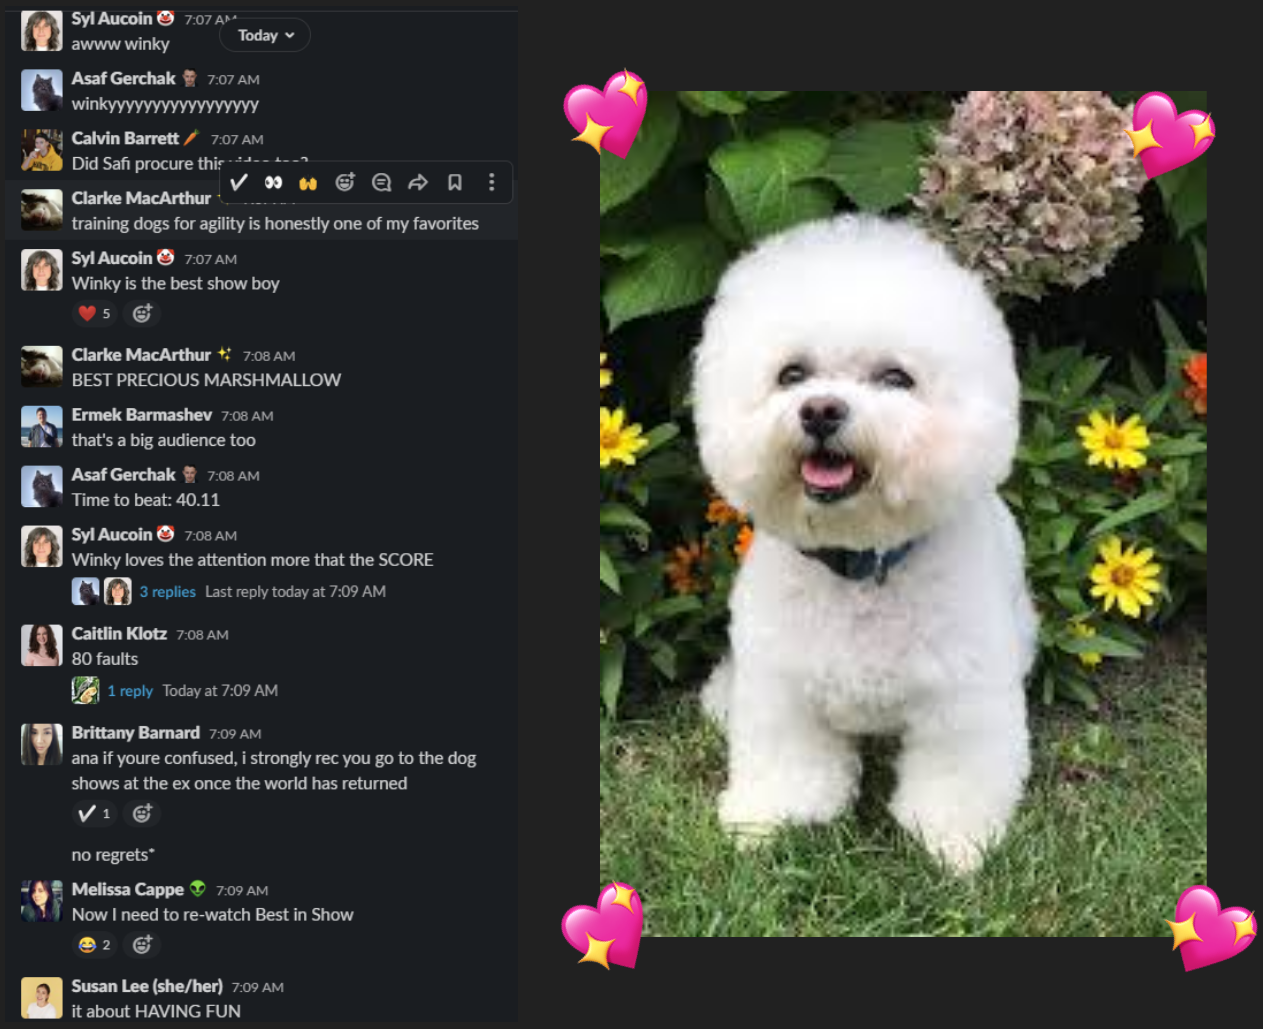 Syl Aucoin 🤡 7:07 AM
Today
awww winky
Asaf Gerchak 7:07 AM
winkyyyyyyyyyyyyyyyyy
Calvin Barrett 🥕 7:07 AM
Did Safi procure this video too?
Clarke MacArthur
training dogs for agility is honestly one of my favorites
Syl Aucoin 🤡 7:07 AM
Winky is the best show boy
❤️ 5
Clarke MacArthur ✨ 7:08 AM
BEST PRECIOUS MARSHMALLOW
Ermek Barmashev 7:08 AM
that's a big audience too
Asaf Gerchak 7:08 AM
Time to beat: 40.11
Syl Aucoin 🤡 7:08 AM
Winky loves the attention more that the SCORE
3 replies Last reply today at 7:09 AM
Caitlin Klotz 7:08 AM
80 faults
1 reply Today at 7:09 AM
Brittany Barnard 7:09 AM
ana if youre confused, i strongly rec you go to the dog
shows at the ex once the world has returned
✔️ 1
no regrets*
Melissa Cappe 👽 7:09 AM
Now I need to re-watch Best in Show
😂 2
Susan Lee (she/her) 7:09 AM
it about HAVING FUN